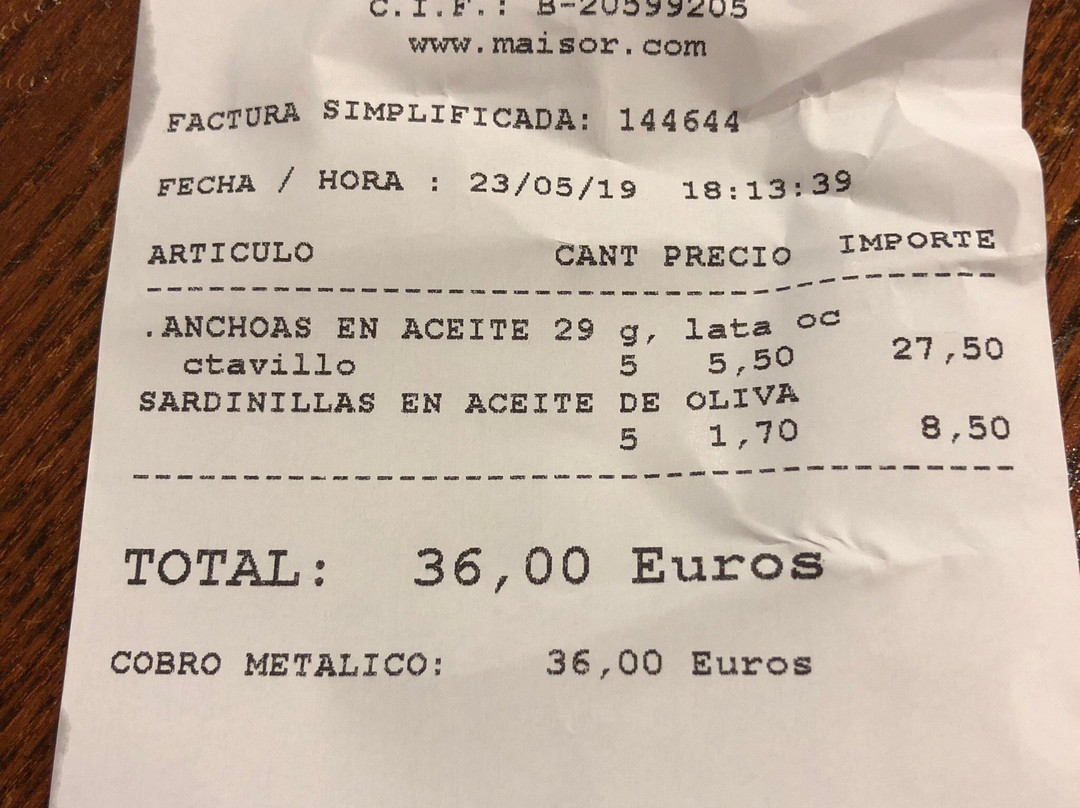 C.I.F.: B-20599205
www.maisor.com
FACTURA SIMPLIFICADA: 144644
FECHA / HORA : 23/05/19 18:13:39
ARTICULO CANT PRECIO IMPORTE
.ANCHOAS EN ACEITE 29 g, lata oc
ctavillo 5 5,50 27,50
SARDINILLAS EN ACEITE DE OLIVA
5 1,70 8,50
TOTAL: 36,00 Euros
COBRO METALICO: 36,00 Euros